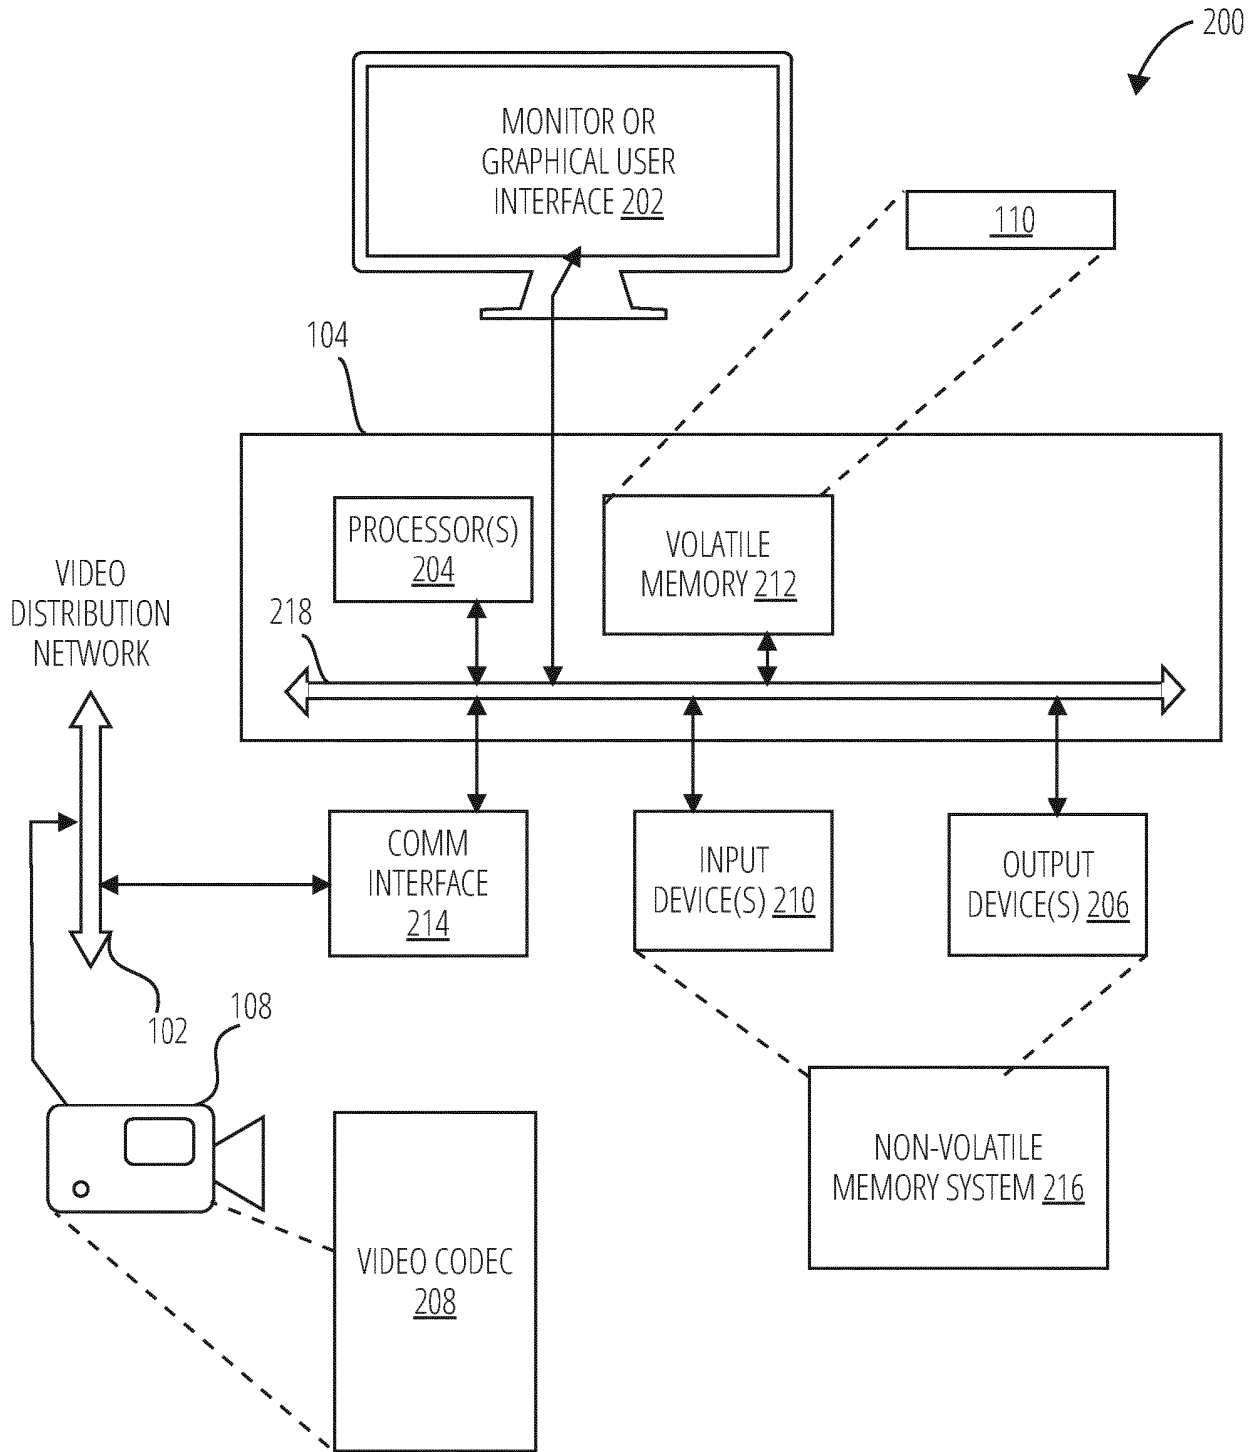 200
MONITOR OR
GRAPHICAL USER
INTERFACE 202
110
104
PROCESSOR(S)
204
VOLATILE
MEMORY 212
VIDEO
DISTRIBUTION
NETWORK
218
COMM
INTERFACE
214
INPUT
DEVICE(S) 210
OUTPUT
DEVICE(S) 206
102
108
NON-VOLATILE
MEMORY SYSTEM 216
VIDEO CODEC
208